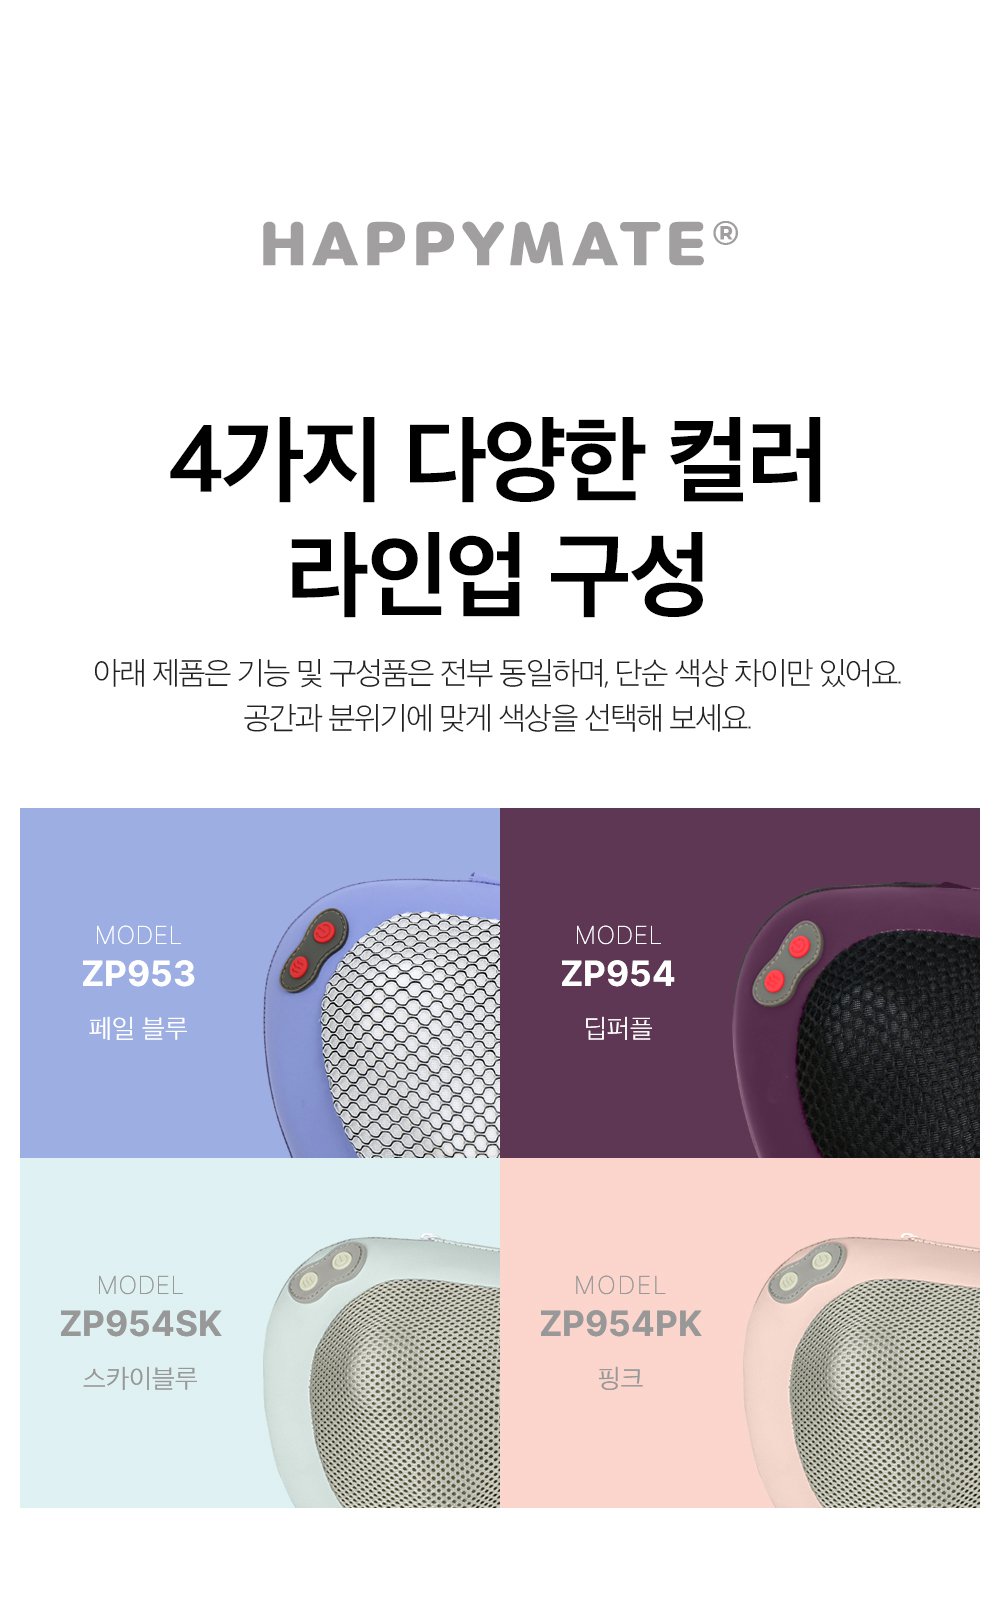 HAPPYMATE®
4가지 다양한 컬러
라인업 구성
아래 제품은 기능 및 구성품은 전부 동일하며, 단순 색상 차이만 있어요.
공간과 분위기에 맞게 색상을 선택해 보세요.
MODEL
ZP953
페일 블루
MODEL
ZP954
딥퍼플
MODEL
ZP954SK
스카이블루
MODEL
ZP954PK
핑크